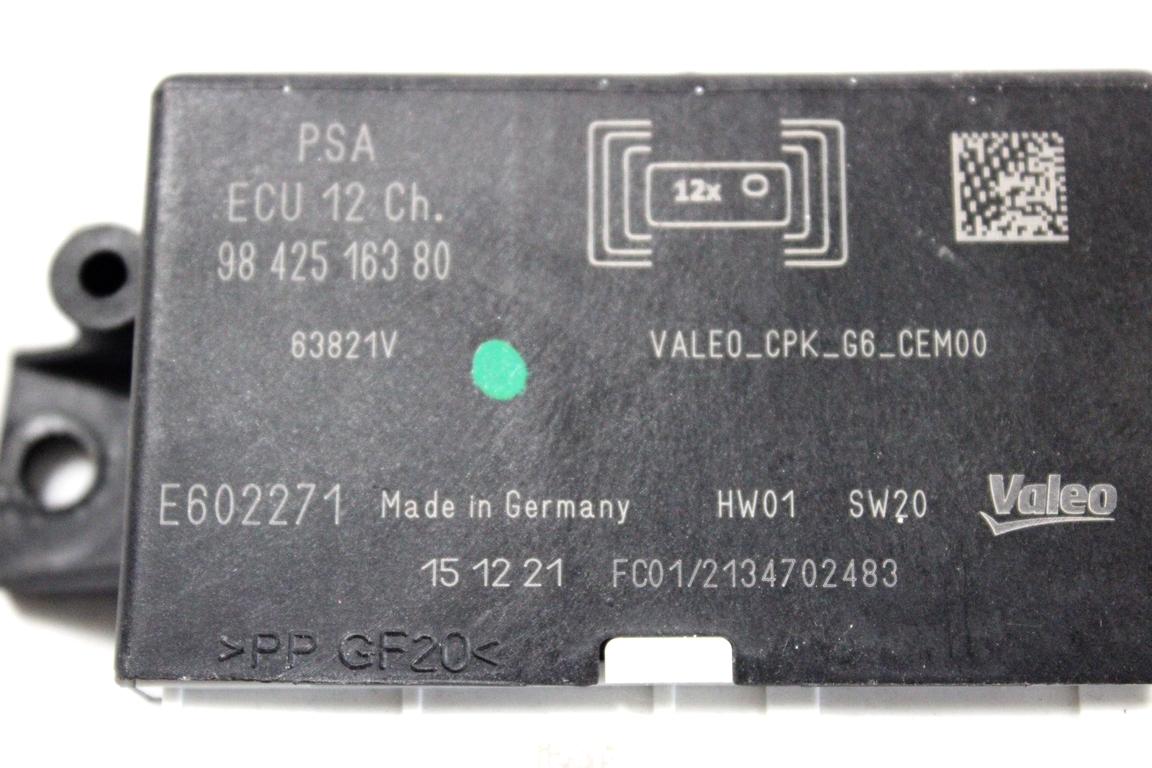 PSA
ECU 12 Ch.
98 425 163 80
12x O
63821V
VALEO_CPK_G6_CEM00
E602271 Made in Germany HW01 SW20 Valeo
15 12 21 FC01/2134702483
>PP GF20<